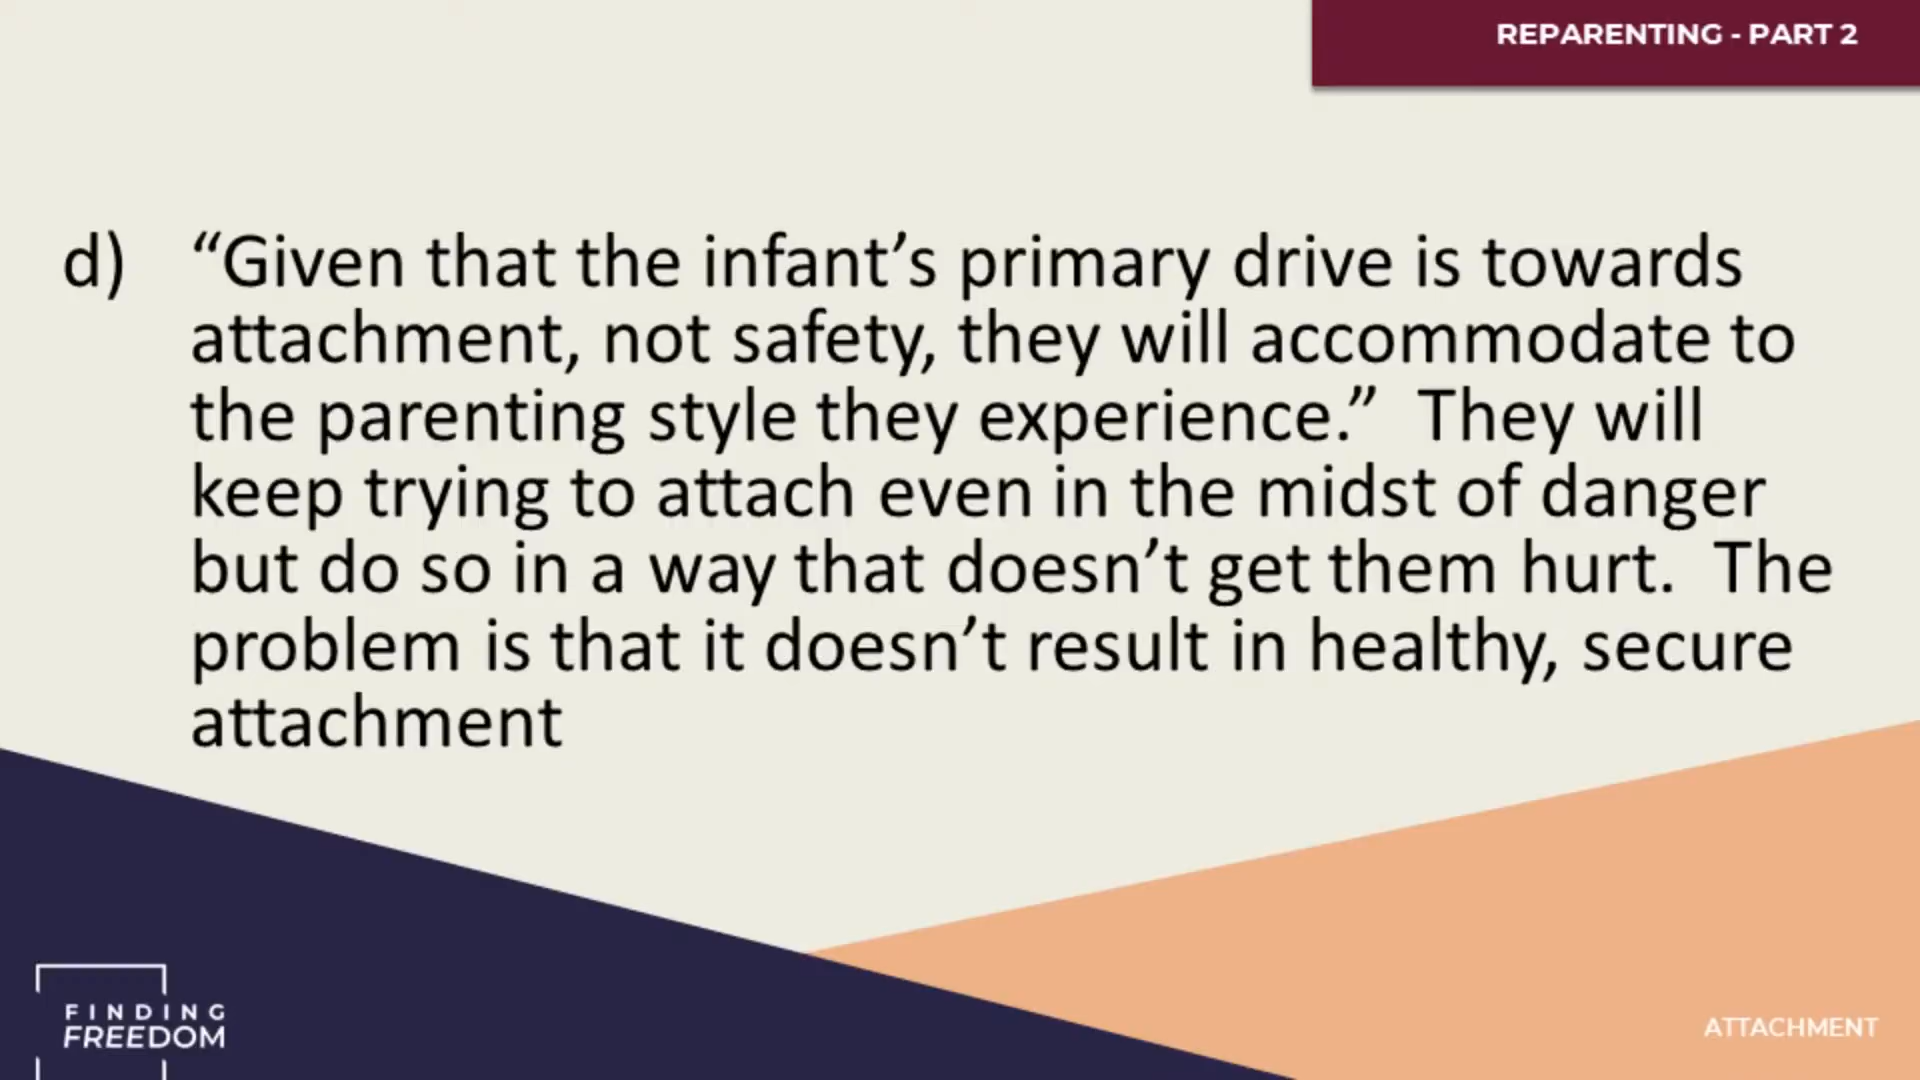 REPARENTING - PART 2
d) “Given that the infant’s primary drive is towards
attachment, not safety, they will accommodate to
the parenting style they experience.”  They will
keep trying to attach even in the midst of danger
but do so in a way that doesn’t get them hurt.  The
problem is that it doesn’t result in healthy, secure
attachment
FINDING
FREEDOM
ATTACHMENT